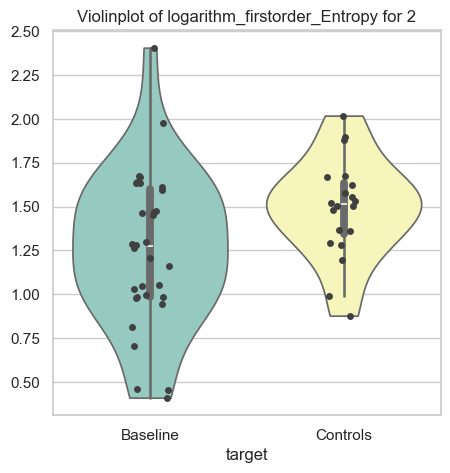 Violinplot of logarithm_firstorder_Entropy for 2
2.50
2.25
2.00
1.75
1.50
1.25
1.00
0.75
0.50
Baseline
Controls
target